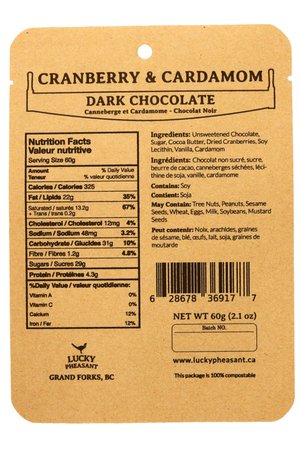 CRANBERRY & CARDAMOM
DARK CHOCOLATE
Canneberge et Cardamome - Chocolat Noir
Nutrition Facts
Valeur nutritive
Serving Size 60g
Amount % Daily Value
Teneur % valeur quotidienne
Calories / Calories 325
Fat / Lipides 22g 35%
Saturated / saturés 13.2g 67%
+ Trans / trans 0.2g
Cholesterol / Cholesterol 12mg 4%
Sodium / Sodium 48mg 3.2%
Carbohydrate / Glucides 31g 10%
Fibre / Fibres 1.2g 4.8%
Sugars / Sucres 29g
Protein / Protéines 4.3g
%Daily Value / valeur quotidienne:
Vitamin A 0%
Vitamin C 0%
Calcium 12%
Iron / Fer 12%
LUCKY
PHEASANT
GRAND FORKS, BC
Ingredients: Unsweetened Chocolate,
Sugar, Cocoa Butter, Dried Cranberries, Soy
Lecithin, Vanilla, Cardamom
Ingrédients: Chocolat non sucré, sucre,
beurre de cacao, canneberges séchées, léci-
thine de soja, vanille, cardamome
Contains: Soy
Contient: Soja
May Contain: Tree Nuts, Peanuts, Sesame
Seeds, Wheat, Eggs, Milk, Soybeans, Mustard
Seeds
Peut contenir: Noix, arachides, graines
de sésame, blé, œufs, lait, soja, graines de
moutarde
6 28678 36917 7
NET WT 60g (2.1 oz)
Batch NO.
www.luckypheasant.ca
This package is 100% compostable